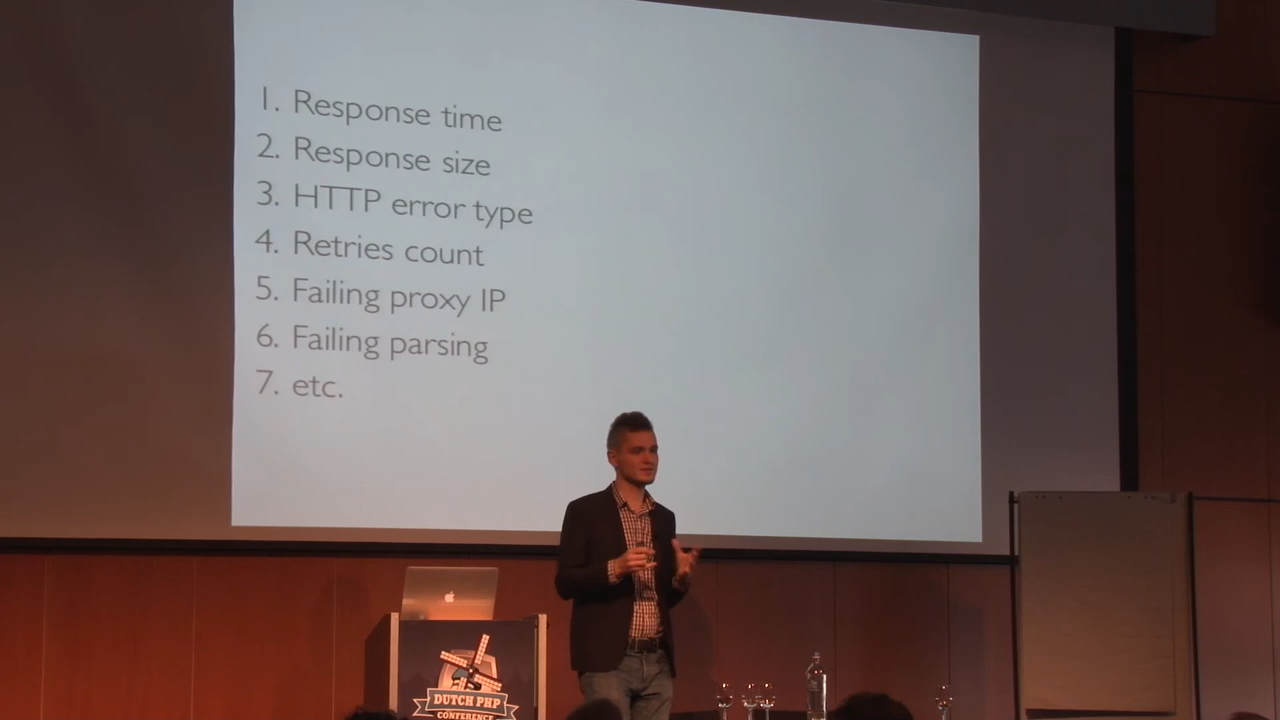 1. Response time
2. Response size
3. HTTP error type
4. Retries count
5. Failing proxy IP
6. Failing parsing
7. etc.
DUTCH PHP
CONFERENCE